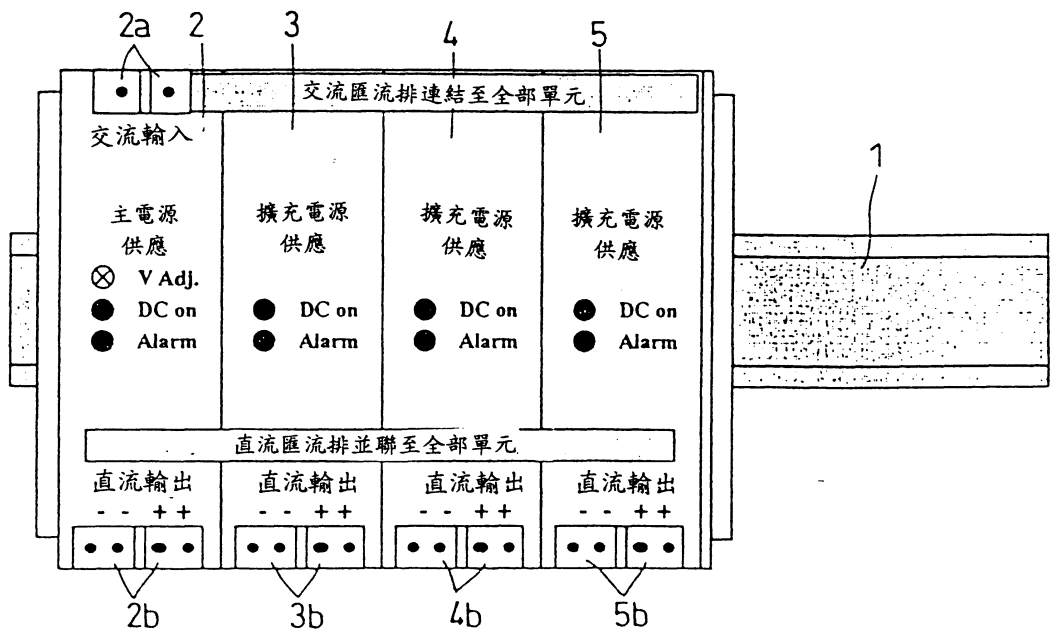 2a 2 3 4 5
交流匯流排連結至全部單元
交流輸入
1
主電源 擴充電源 擴充電源 擴充電源
供應 供應 供應 供應
V Adj.
DC on DC on DC on DC on
Alarm Alarm Alarm Alarm
直流匯流排並聯至全部單元
直流輸出 直流輸出 直流輸出 直流輸出
- - + + - - + + - - + + - - + +
2b 3b 4b 5b